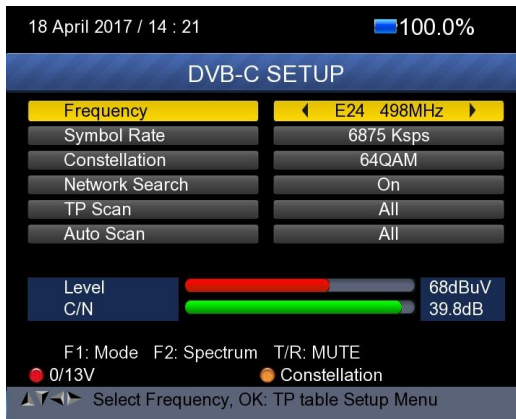 18 April 2017 / 14 : 21 100.0%
DVB-C SETUP
Frequency E24 498MHz
Symbol Rate 6875 Ksps
Constellation 64QAM
Network Search On
TP Scan All
Auto Scan All
Level 68dBuV
C/N 39.8dB
F1: Mode F2: Spectrum T/R: MUTE
0/13V Constellation
Select Frequency, OK: TP table Setup Menu